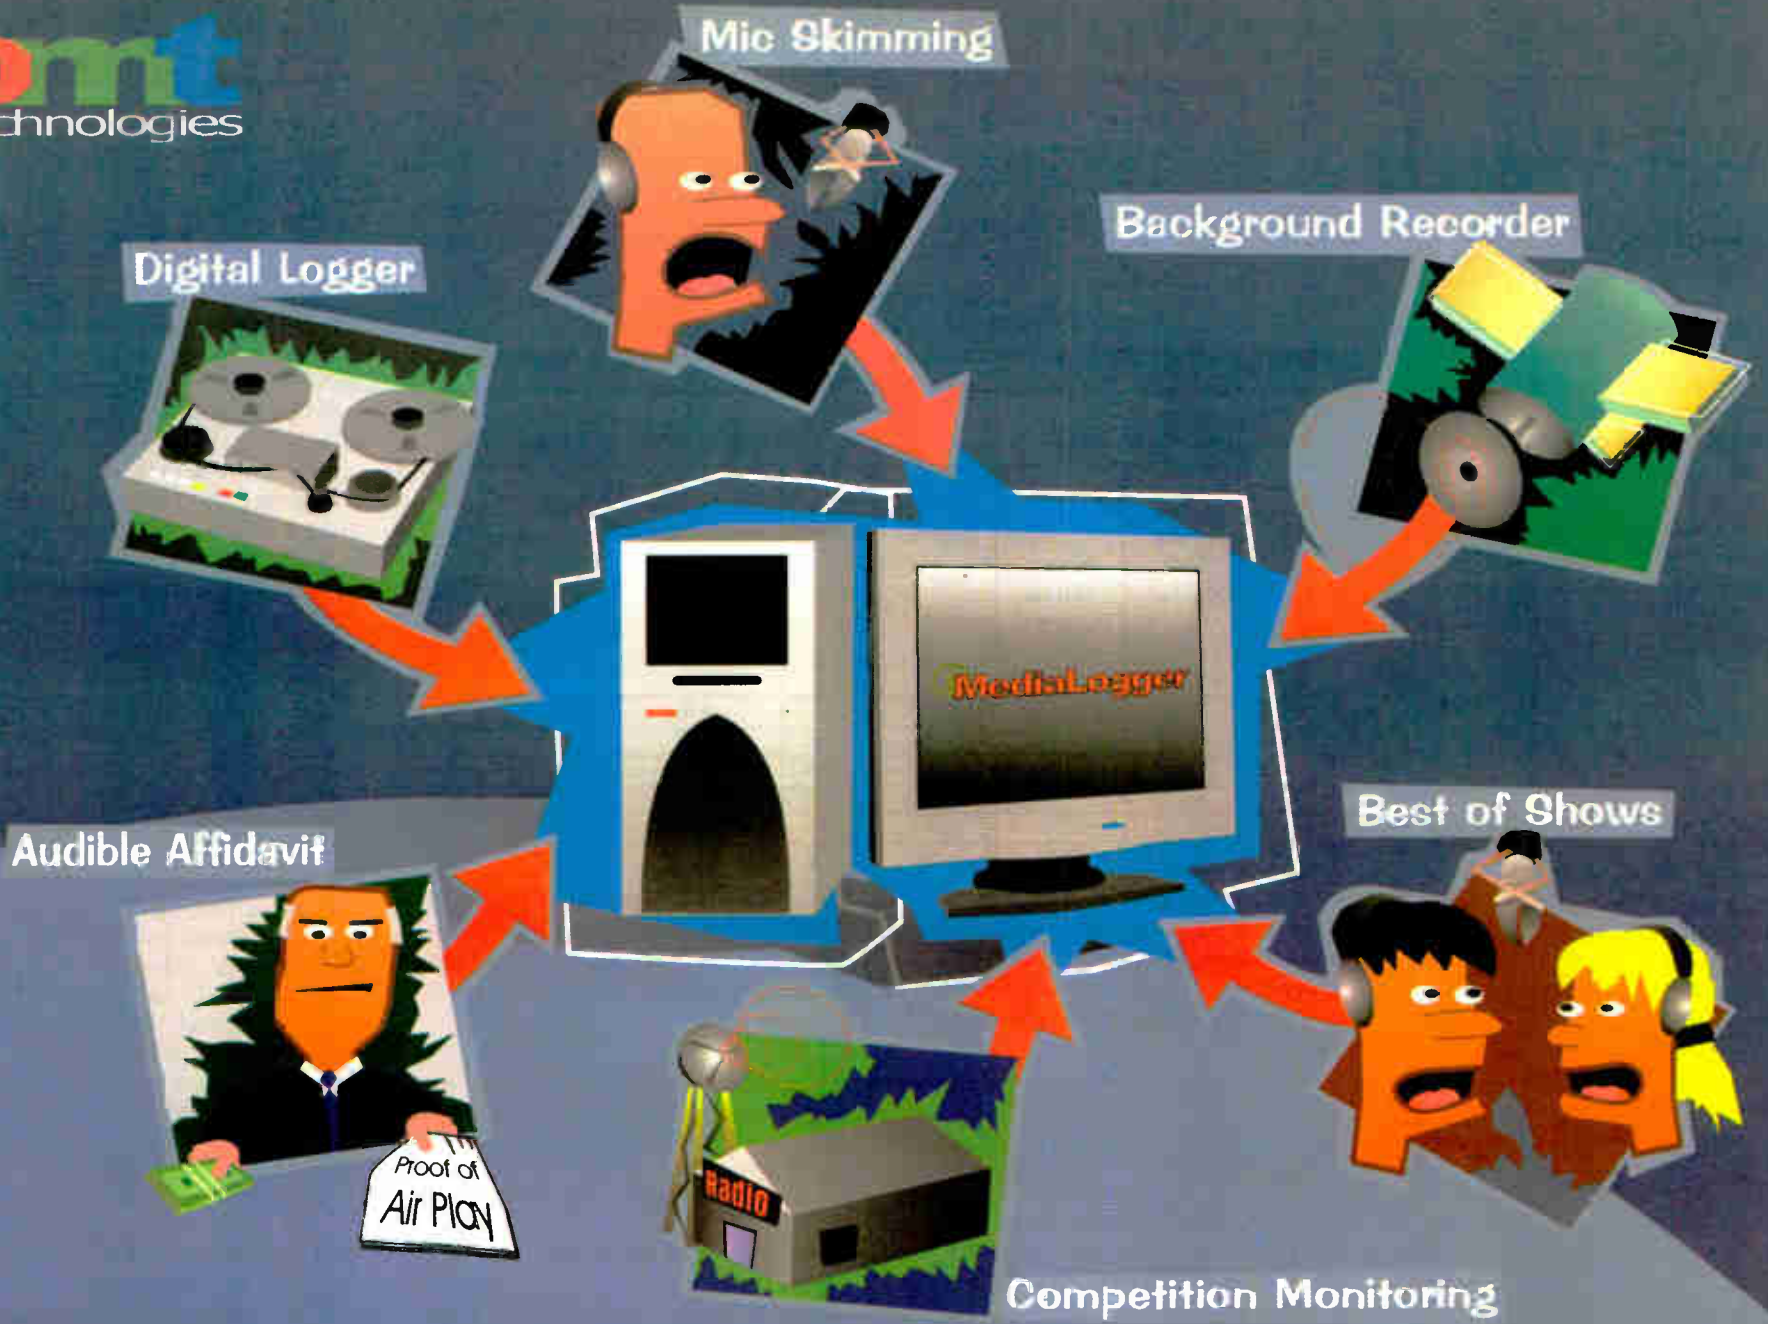 omt
chnologies
Mic Skimming
Background Recorder
Digital Logger
MediaLogger
Best of Shows
Audible Affidavit
Proof of
Air Play
Radio
Competition Monitoring